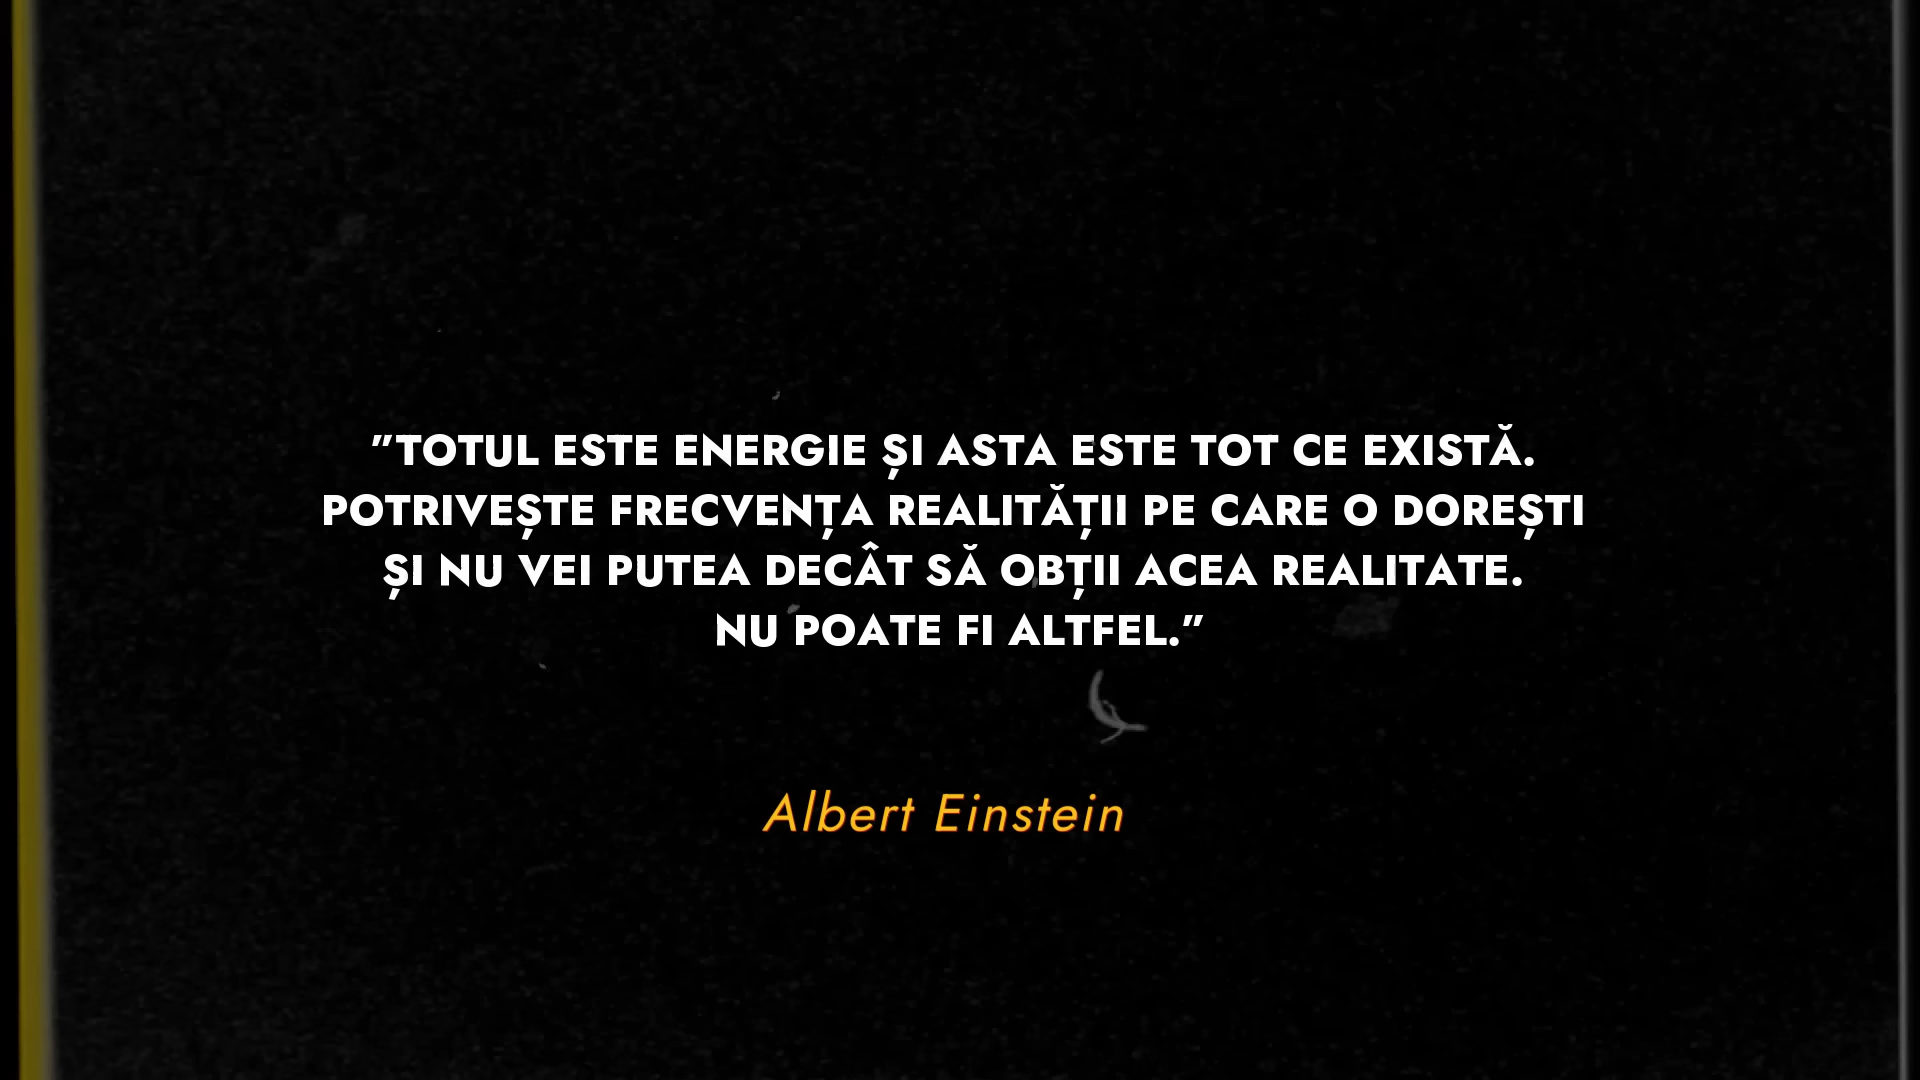 "TOTUL ESTE ENERGIE ȘI ASTA ESTE TOT CE EXISTĂ.
POTRIVEȘTE FRECVENȚA REALITĂȚII PE CARE O DOREȘTI
ȘI NU VEI PUTEA DECÂT SĂ OBȚII ACEA REALITATE.
NU POATE FI ALTFEL."
Albert Einstein